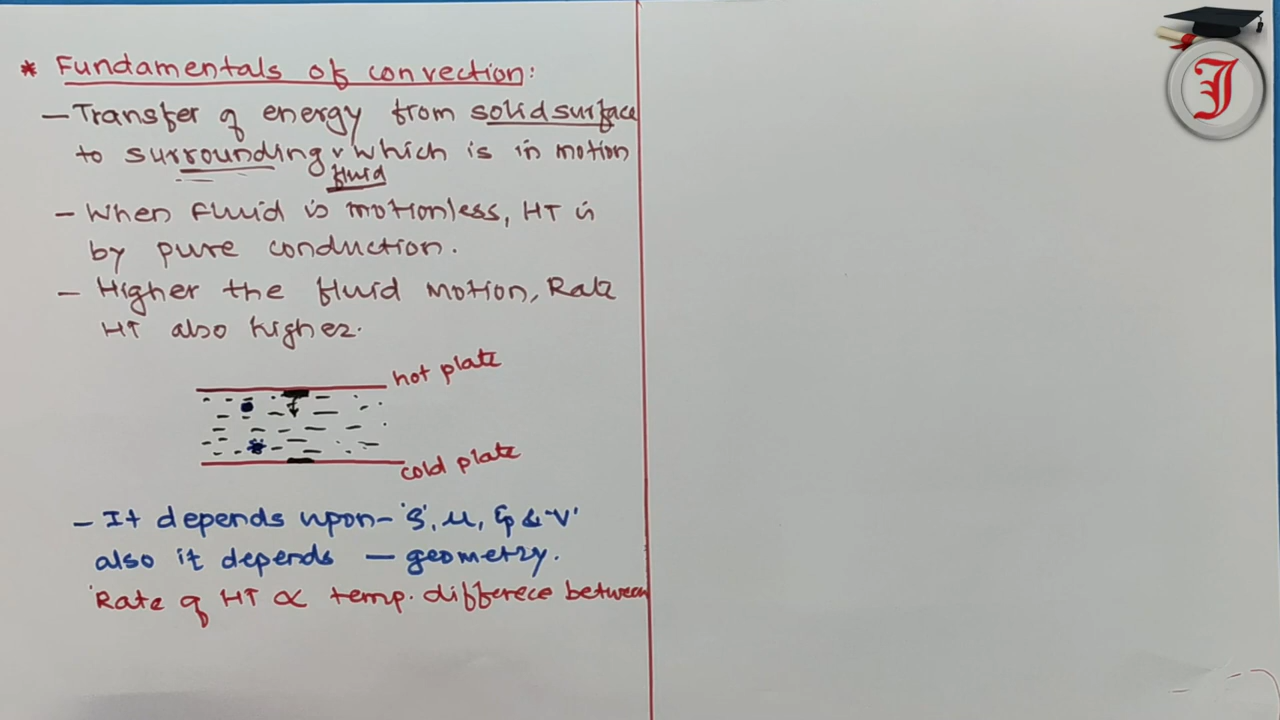 * Fundamentals of convection:
- Transfer of energy from solid surface
to surrounding fluid which is in motion
- When fluid is motionless, HT is
by pure conduction.
- Higher the fluid motion, Rate
HT also higher.
hot plate
cold plate
- It depends upon - 'ρ', μ, Cp & 'V'
also it depends - geometry.
Rate of HT ∝ temp. differece between
J